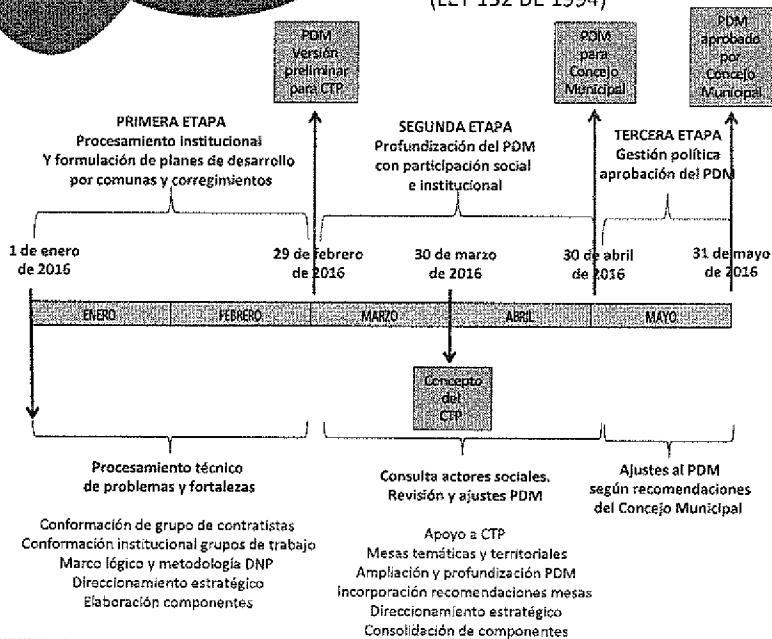 (LEY 152 DE 1994)
PDM
Versión
preliminar
para CTP
PDM
para
Concejo
Municipal
PDM
aprobado
por
Concejo
Municipal
PRIMERA ETAPA
Procesamiento institucional
Y formulación de planes de desarrollo
por comunas y corregimientos
SEGUNDA ETAPA
Profundización del PDM
con participación social
e institucional
TERCERA ETAPA
Gestión política
aprobación del PDM
1 de enero
de 2016
29 de febrero
de 2016
30 de marzo
de 2016
30 de abril
de 2016
31 de mayo
de 2016
ENERO
FEBRERO
MARZO
ABRIL
MAYO
Concepto
del
CTP
Procesamiento técnico
de problemas y fortalezas
Conformación de grupo de contratistas
Conformación institucional grupos de trabajo
Marco lógico y metodología DNP
Direccionamiento estratégico
Elaboración componentes
Consulta actores sociales.
Revisión y ajustes PDM
Apoyo a CTP
Mesas temáticas y territoriales
Ampliación y profundización PDM
Incorporación recomendaciones mesas
Direccionamiento estratégico
Consolidación de componentes
Ajustes al PDM
según recomendaciones
del Concejo Municipal